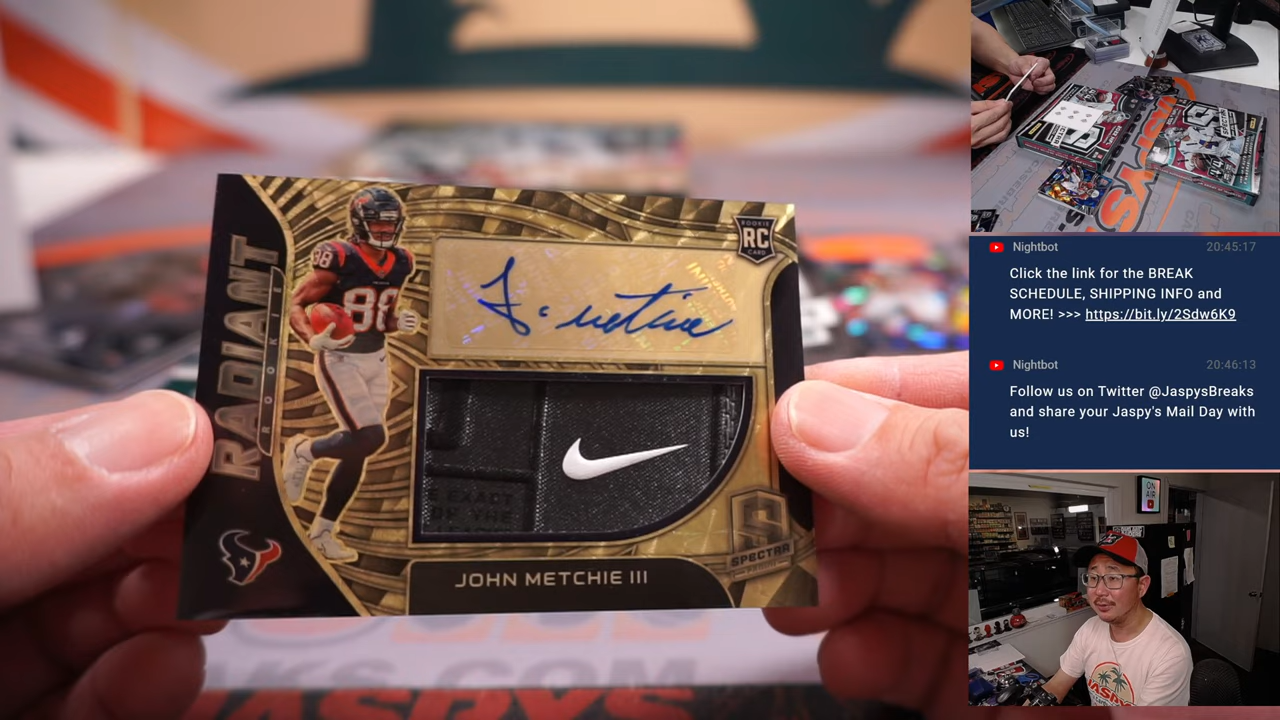 RADIANT
ROOKIE
88
88
ROOKIE
RC
CARD
JOHN METCHIE III
SPECTRA
Nightbot
20:45:17
Click the link for the BREAK
SCHEDULE, SHIPPING INFO and
MORE! >>> https://bit.ly/2Sdw6K9
Nightbot
20:46:13
Follow us on Twitter @JaspysBreaks
and share your Jaspy's Mail Day with
us!
ON
AIR
JASPYS